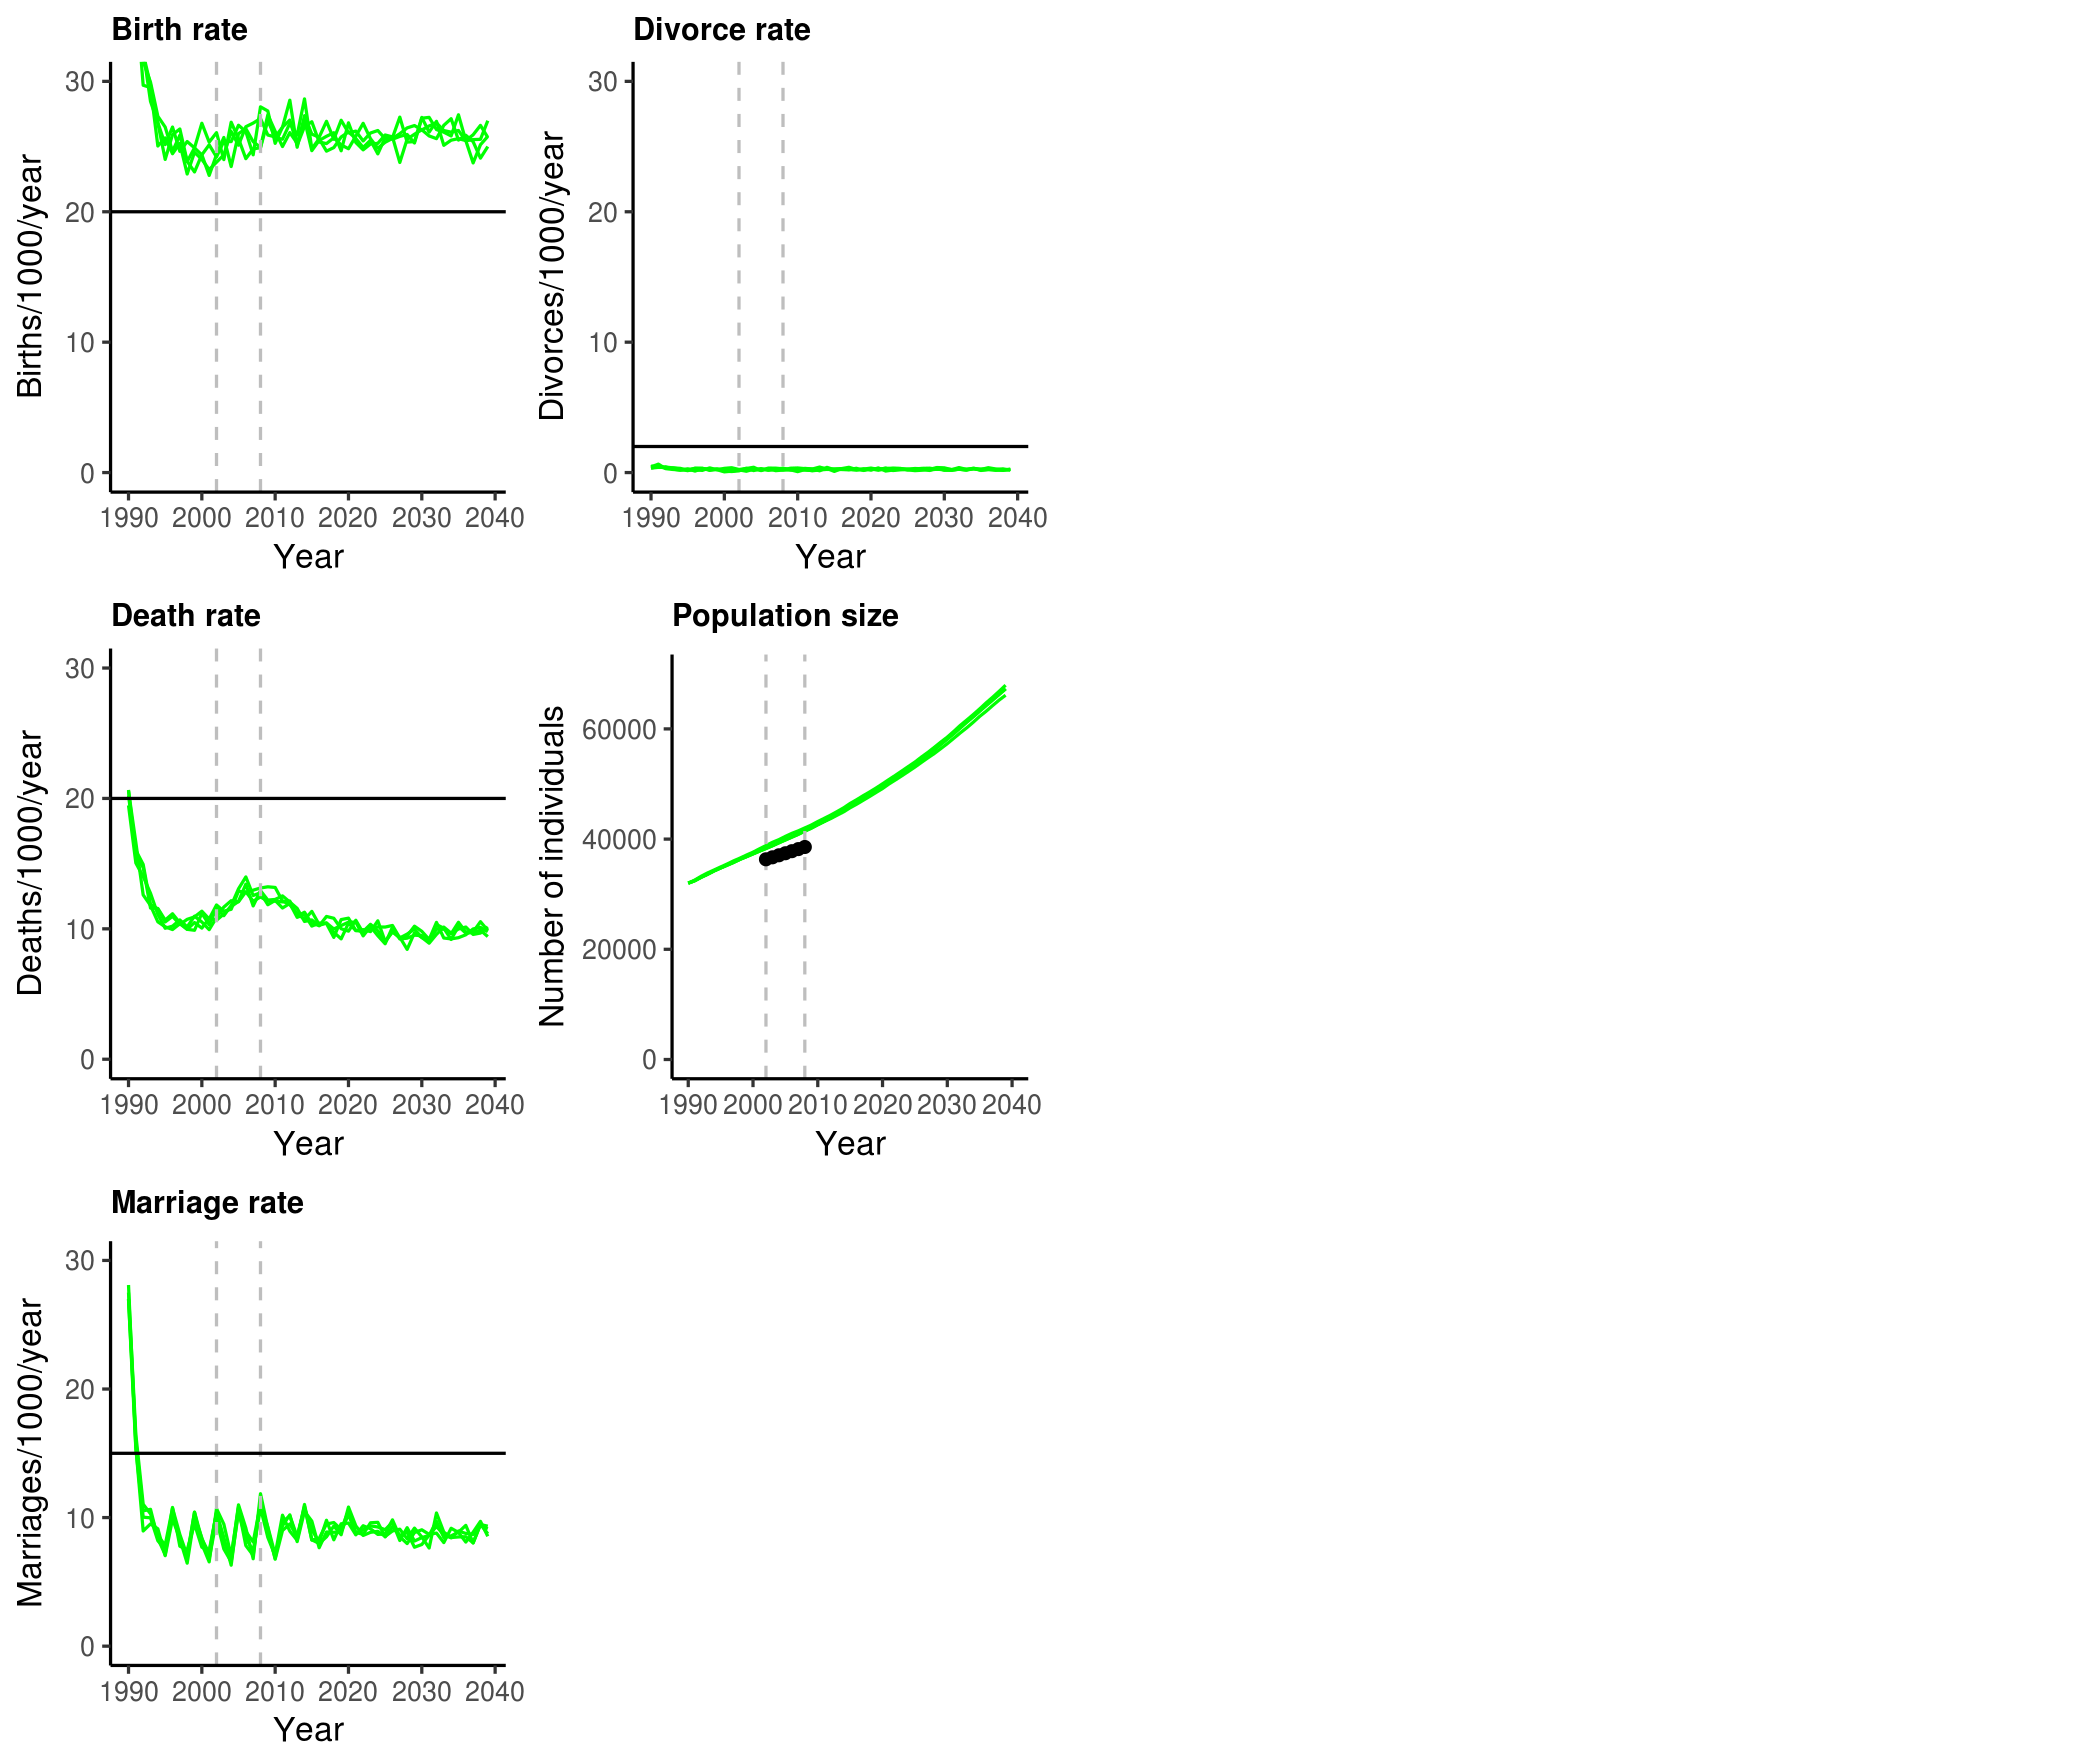 Birth rate
Births/1000/year
30
20
10
0
1990 2000 2010 2020 2030 2040
Year
Divorce rate
Divorces/1000/year
30
20
10
0
1990 2000 2010 2020 2030 2040
Year
Death rate
Deaths/1000/year
30
20
10
0
1990 2000 2010 2020 2030 2040
Year
Population size
Number of individuals
60000
40000
20000
0
1990 2000 2010 2020 2030 2040
Year
Marriage rate
Marriages/1000/year
30
20
10
0
1990 2000 2010 2020 2030 2040
Year